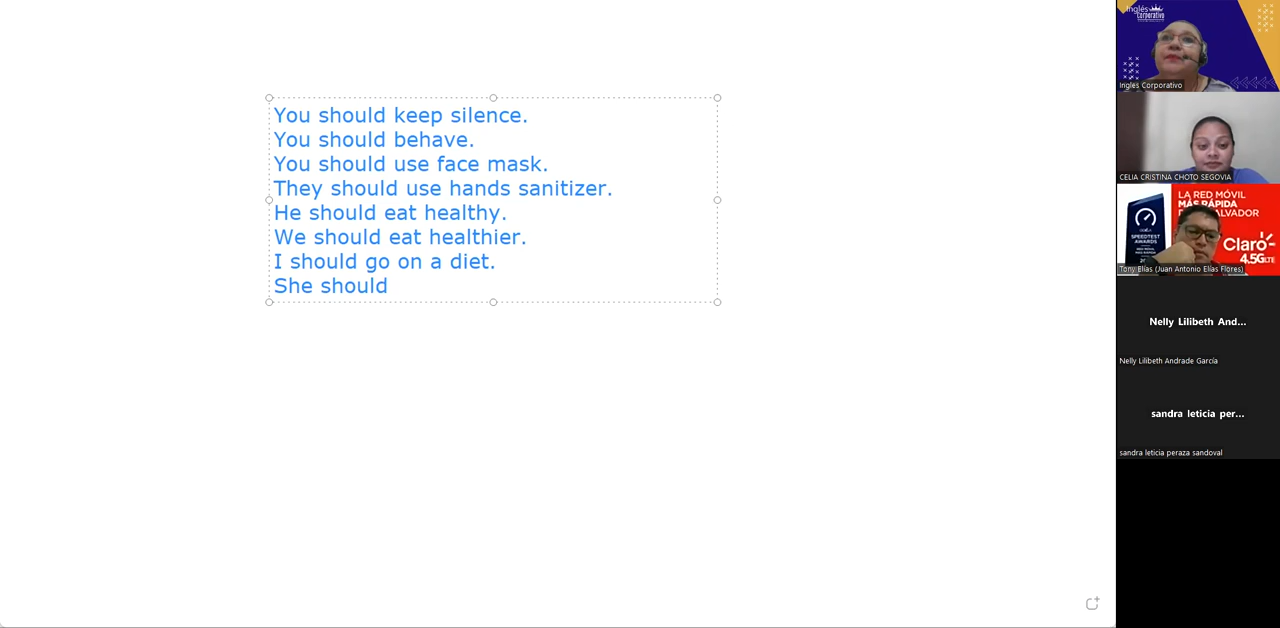 You should keep silence.
You should behave.
You should use face mask.
They should use hands sanitizer.
He should eat healthy.
We should eat healthier.
I should go on a diet.
She should
Inglés
Corporativo
Inglés Corporativo
CELIA CRISTINA CHOTO SEGOVIA
LA RED MÓVIL
MÁS RÁPIDA
SPEEDTEST
AWARDS
Claro
4.5G LTE
Tony Elías (Juan Antonio Elías Flores)
Nelly Lilibeth And...
Nelly Lilibeth Andrade García
sandra leticia per...
sandra leticia peraza sandoval